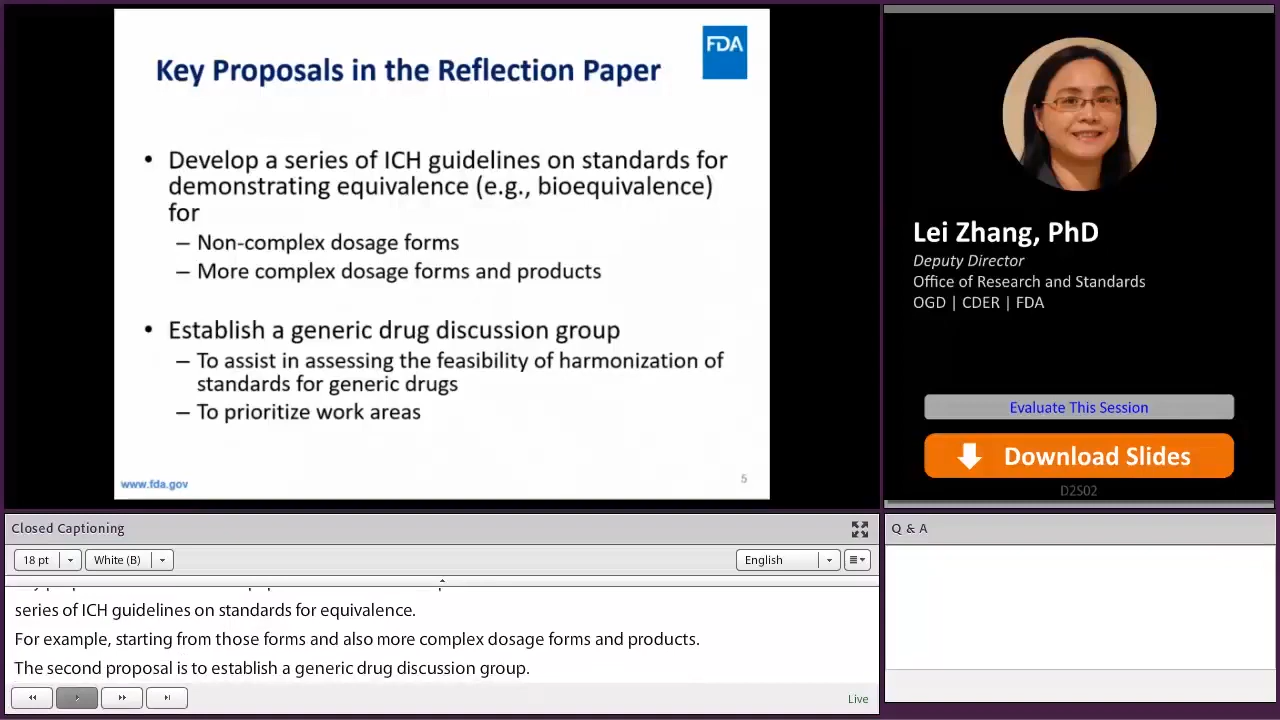 FDA
Key Proposals in the Reflection Paper
• Develop a series of ICH guidelines on standards for
demonstrating equivalence (e.g., bioequivalence)
for
– Non-complex dosage forms
– More complex dosage forms and products
• Establish a generic drug discussion group
– To assist in assessing the feasibility of harmonization of
standards for generic drugs
– To prioritize work areas
www.fda.gov
5
Lei Zhang, PhD
Deputy Director
Office of Research and Standards
OGD | CDER | FDA
Evaluate This Session
Download Slides
D2S02
Closed Captioning
18 pt
White (B)
English
series of ICH guidelines on standards for equivalence.
For example, starting from those forms and also more complex dosage forms and products.
The second proposal is to establish a generic drug discussion group.
Live
Q & A